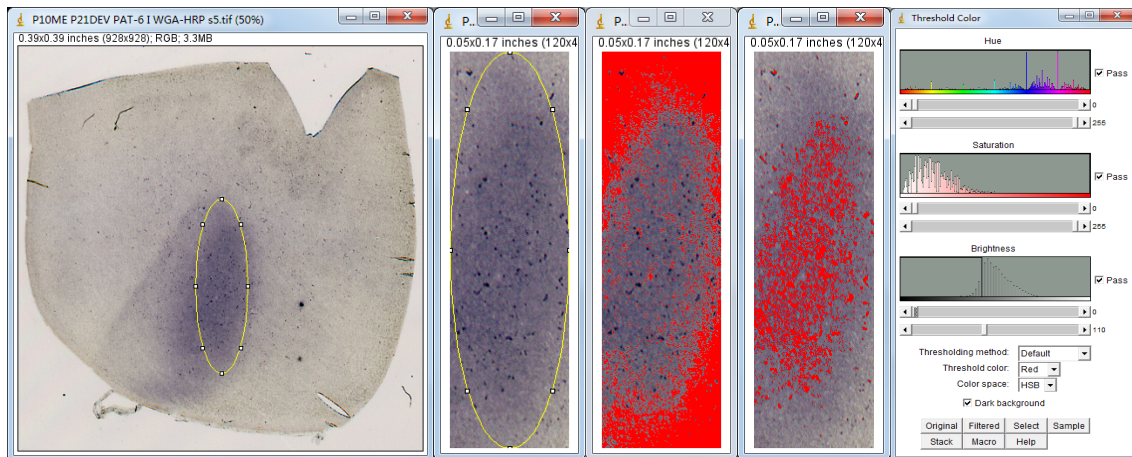 P10ME P21DEV PAT-6 I WGA-HRP s5.tif (50%)
0.39x0.39 inches (928x928); RGB; 3.3MB
P..
0.05x0.17 inches (120x4
P..
0.05x0.17 inches (120x4
P..
0.05x0.17 inches (120x4
Threshold Color
Hue
Pass
0
255
Saturation
Pass
0
255
Brightness
Pass
0
110
Thresholding method: Default
Threshold color: Red
Color space: HSB
Dark background
Original Filtered Select Sample
Stack Macro Help